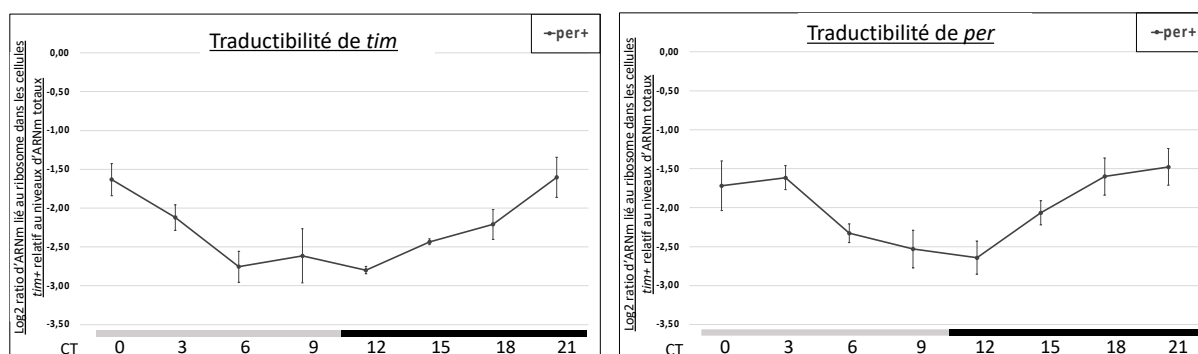 Traductibilité de tim
per+
Log2 ratio d'ARNm lié au ribosome dans les cellules
tim+ relatif au niveaux d'ARNm totaux
0,00
-0,50
-1,00
-1,50
-2,00
-2,50
-3,00
-3,50
CT 0 3 6 9 12 15 18 21
Traductibilité de per
per+
Log2 ratio d'ARNm lié au ribosome dans les cellules
tim+ relatif au niveaux d'ARNm totaux
0,00
-0,50
-1,00
-1,50
-2,00
-2,50
-3,00
-3,50
CT 0 3 6 9 12 15 18 21